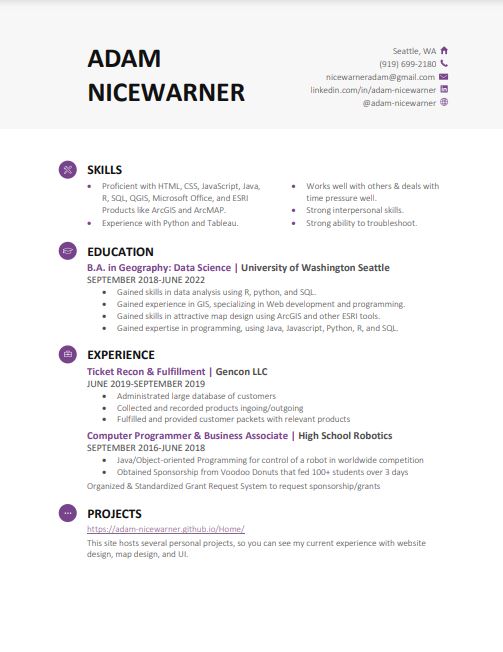 ADAM
NICEWARNER
Seattle, WA
(919) 699-2180
nicewarneradam@gmail.com
linkedin.com/in/adam-nicewarner
@adam-nicewarner
SKILLS
• Proficient with HTML, CSS, JavaScript, Java,
R, SQL, QGIS, Microsoft Office, and ESRI
Products like ArcGIS and ArcMAP.
• Experience with Python and Tableau.
• Works well with others & deals with
time pressure well.
• Strong interpersonal skills.
• Strong ability to troubleshoot.
EDUCATION
B.A. in Geography: Data Science | University of Washington Seattle
SEPTEMBER 2018-JUNE 2022
• Gained skills in data analysis using R, python, and SQL.
• Gained experience in GIS, specializing in Web development and programming.
• Gained skills in attractive map design using ArcGIS and other ESRI tools.
• Gained expertise in programming, using Java, Javascript, Python, R, and SQL.
EXPERIENCE
Ticket Recon & Fulfillment | Gencon LLC
JUNE 2019-SEPTEMBER 2019
• Administrated large database of customers
• Collected and recorded products ingoing/outgoing
• Fulfilled and provided customer packets with relevant products
Computer Programmer & Business Associate | High School Robotics
SEPTEMBER 2016-JUNE 2018
• Java/Object-oriented Programming for control of a robot in worldwide competition
• Obtained Sponsorship from Voodoo Donuts that fed 100+ students over 3 days
Organized & Standardized Grant Request System to request sponsorship/grants
PROJECTS
https://adam-nicewarner.github.io/Home/
This site hosts several personal projects, so you can see my current experience with website
design, map design, and UI.